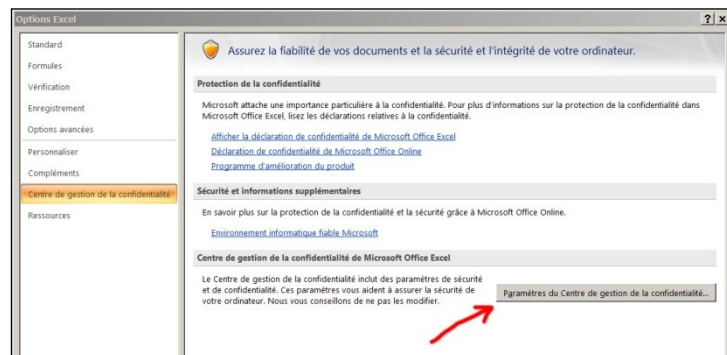 Options Excel
Standard
Formules
Vérification
Enregistrement
Options avancées
Personnaliser
Compléments
Centre de gestion de la confidentialité
Ressources
Assurez la fiabilité de vos documents et la sécurité et l'intégrité de votre ordinateur.
Protection de la confidentialité
Microsoft attache une importance particulière à la confidentialité. Pour plus d'informations sur la protection de la confidentialité dans
Microsoft Office Excel, lisez les déclarations relatives à la confidentialité.
Afficher la déclaration de confidentialité de Microsoft Office Excel
Déclaration de confidentialité de Microsoft Office Online
Programme d'amélioration du produit
Sécurité et informations supplémentaires
En savoir plus sur la protection de la confidentialité et la sécurité grâce à Microsoft Office Online.
Environnement informatique fiable Microsoft
Centre de gestion de la confidentialité de Microsoft Office Excel
Le Centre de gestion de la confidentialité inclut des paramètres de sécurité
et de confidentialité. Ces paramètres vous aident à assurer la sécurité de
votre ordinateur. Nous vous conseillons de ne pas les modifier.
Paramètres du Centre de gestion de la confidentialité...